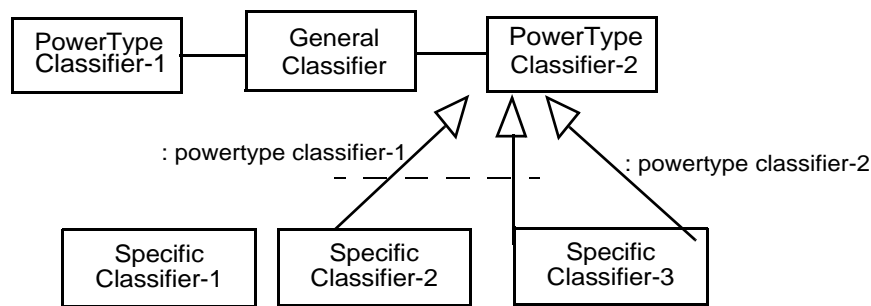 PowerType
Classifier-1
General
Classifier
PowerType
Classifier-2
: powertype classifier-1
: powertype classifier-2
Specific
Classifier-1
Specific
Classifier-2
Specific
Classifier-3